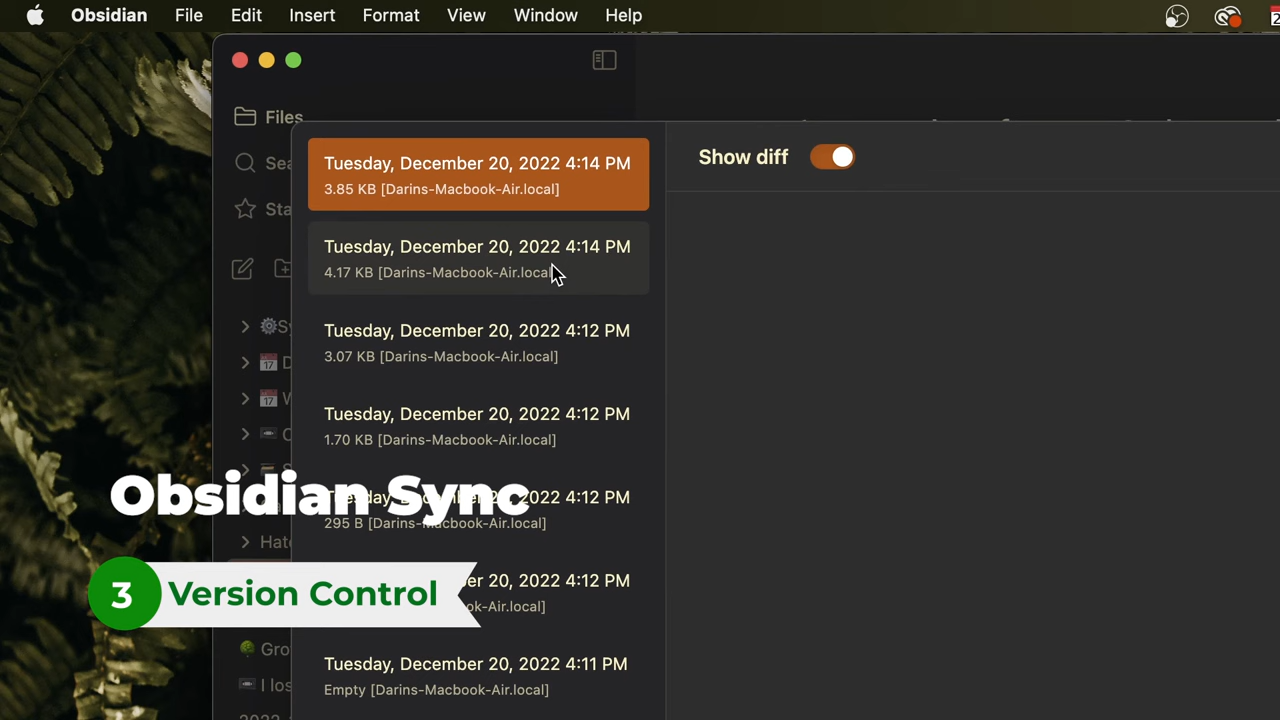 Obsidian File Edit Insert Format View Window Help
Files
Tuesday, December 20, 2022 4:14 PM
3.85 KB [Darins-Macbook-Air.local]
Show diff
Tuesday, December 20, 2022 4:14 PM
4.17 KB [Darins-Macbook-Air.local]
Tuesday, December 20, 2022 4:12 PM
3.07 KB [Darins-Macbook-Air.local]
Tuesday, December 20, 2022 4:12 PM
1.70 KB [Darins-Macbook-Air.local]
Obsidian Sync
2022 4:12 PM
295 B [Darins-Macbook-Air.local]
3 Version Control
4:12 PM
Tuesday, December 20, 2022 4:11 PM
Empty [Darins-Macbook-Air.local]